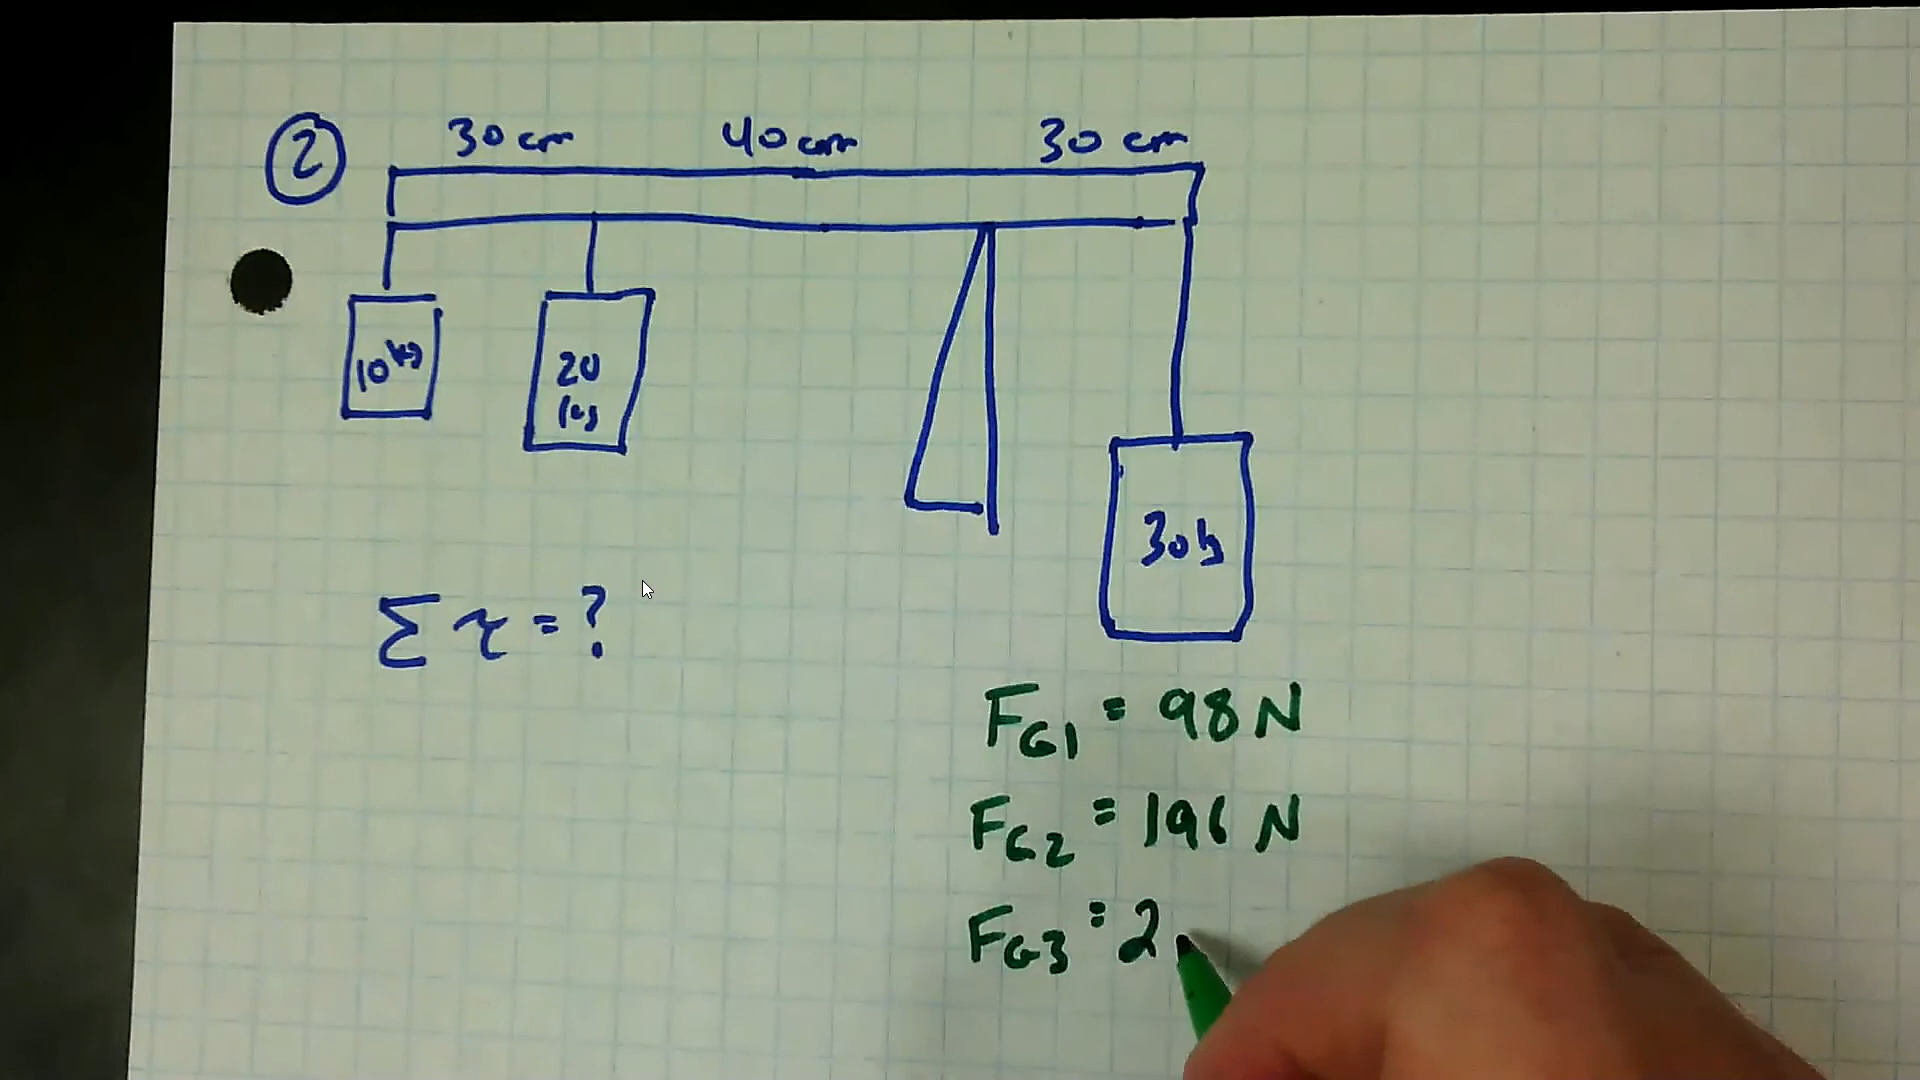 ② 30 cm 40 cm 30 cm
10 kg
20
kg
30 kg
Σ τ = ?
FG1 = 98 N
FG2 = 196 N
FG3 = 2